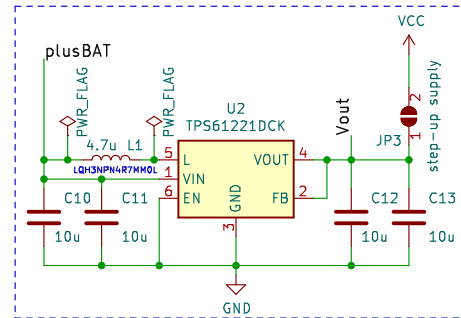 VCC
plusBAT
PWR_FLAG
PWR_FLAG
U2
TPS61221DCK
4.7u L1
LQH3NPN4R7MM0L
5 L
1 VIN
6 EN
VOUT 4
FB 2
GND
3
Vout
2
1
JP3
step-up supply
C10
10u
C11
10u
C12
10u
C13
10u
GND